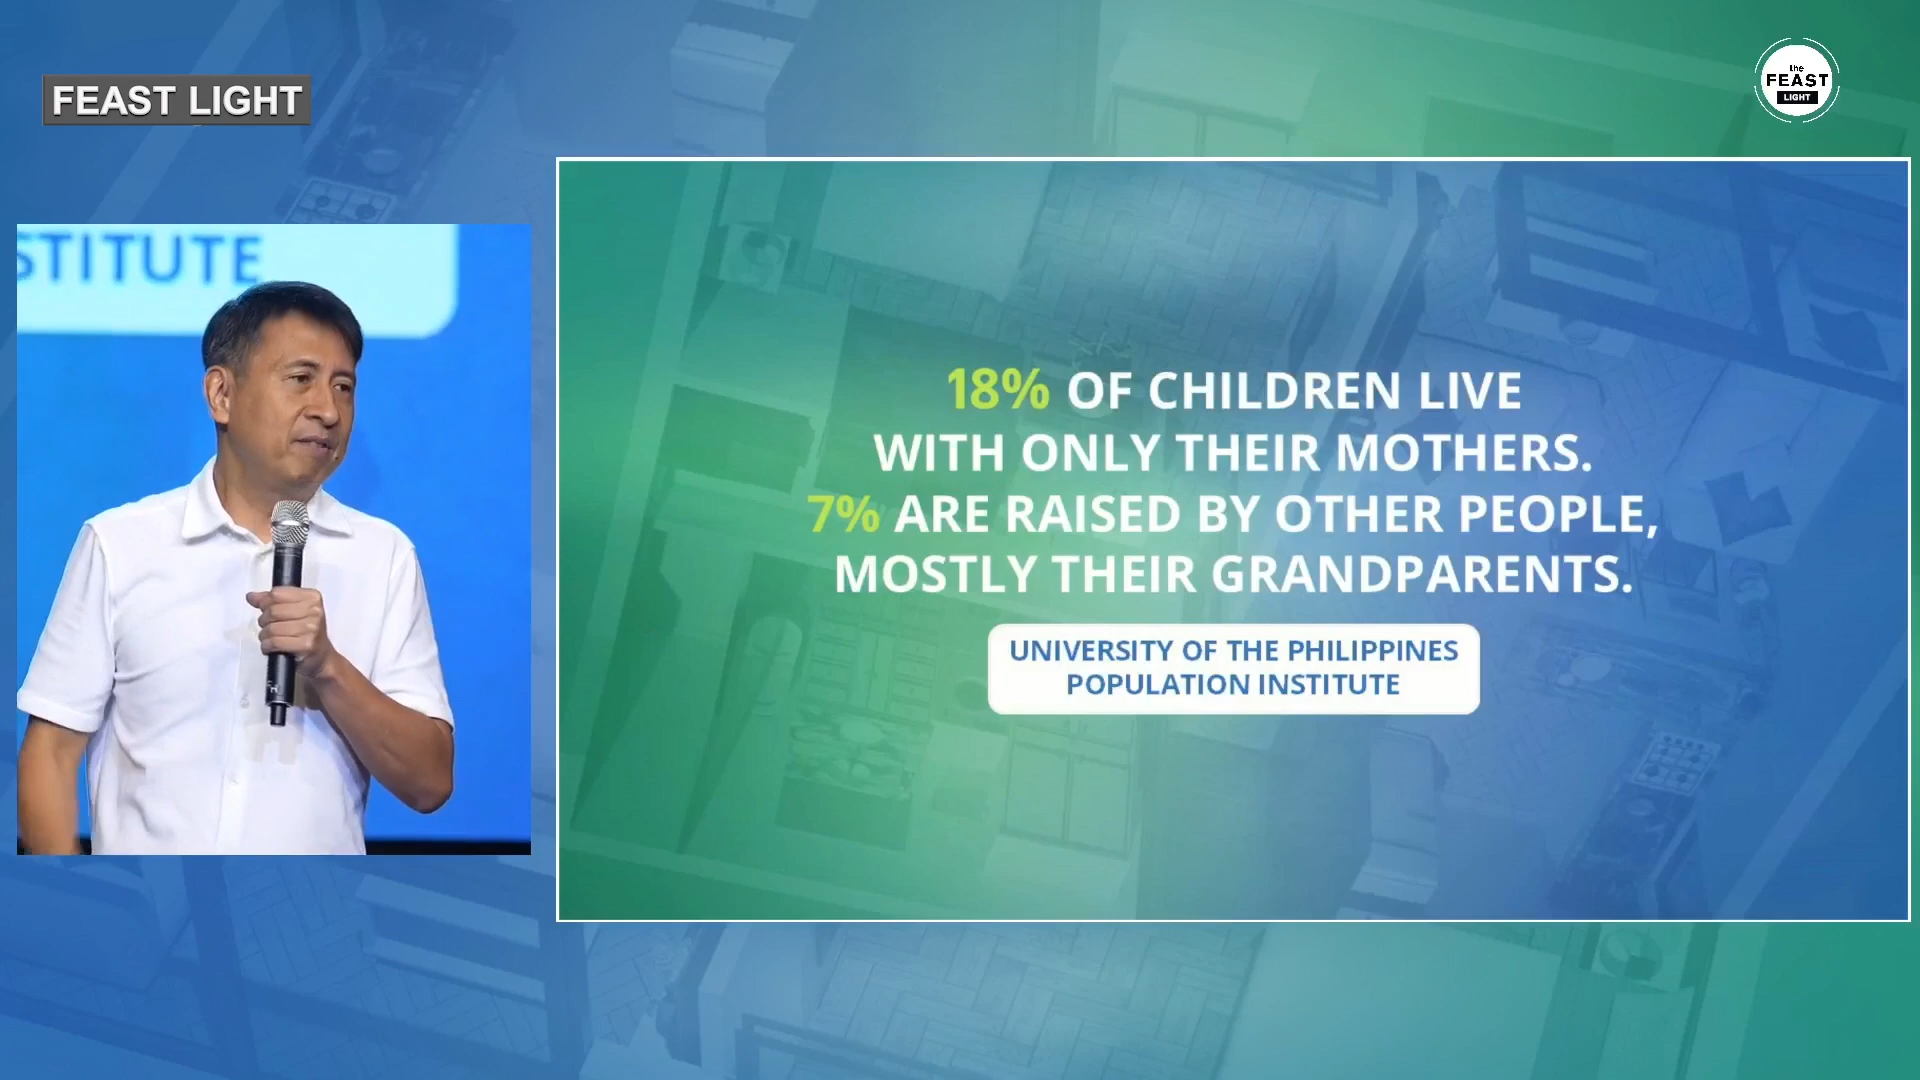 FEAST LIGHT
the
FEAST
LIGHT
STITUTE
18% OF CHILDREN LIVE
WITH ONLY THEIR MOTHERS.
7% ARE RAISED BY OTHER PEOPLE,
MOSTLY THEIR GRANDPARENTS.
UNIVERSITY OF THE PHILIPPINES
POPULATION INSTITUTE